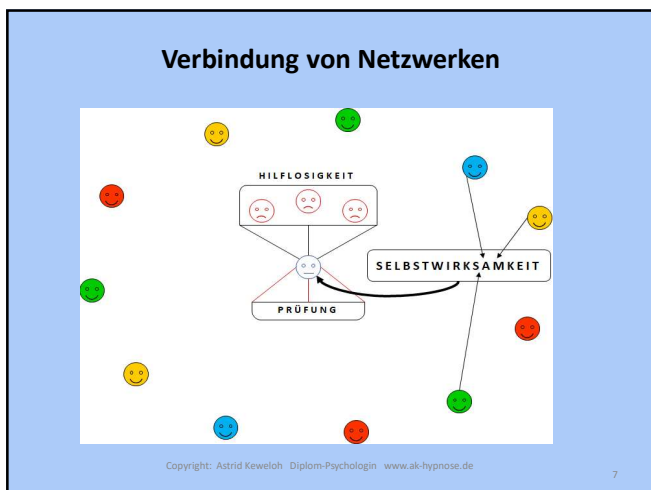 Verbindung von Netzwerken
HILFLOSIGKEIT
SELBSTWIRKSAMKEIT
PRÜFUNG
Copyright: Astrid Keweloh Diplom-Psychologin www.ak-hypnose.de
7